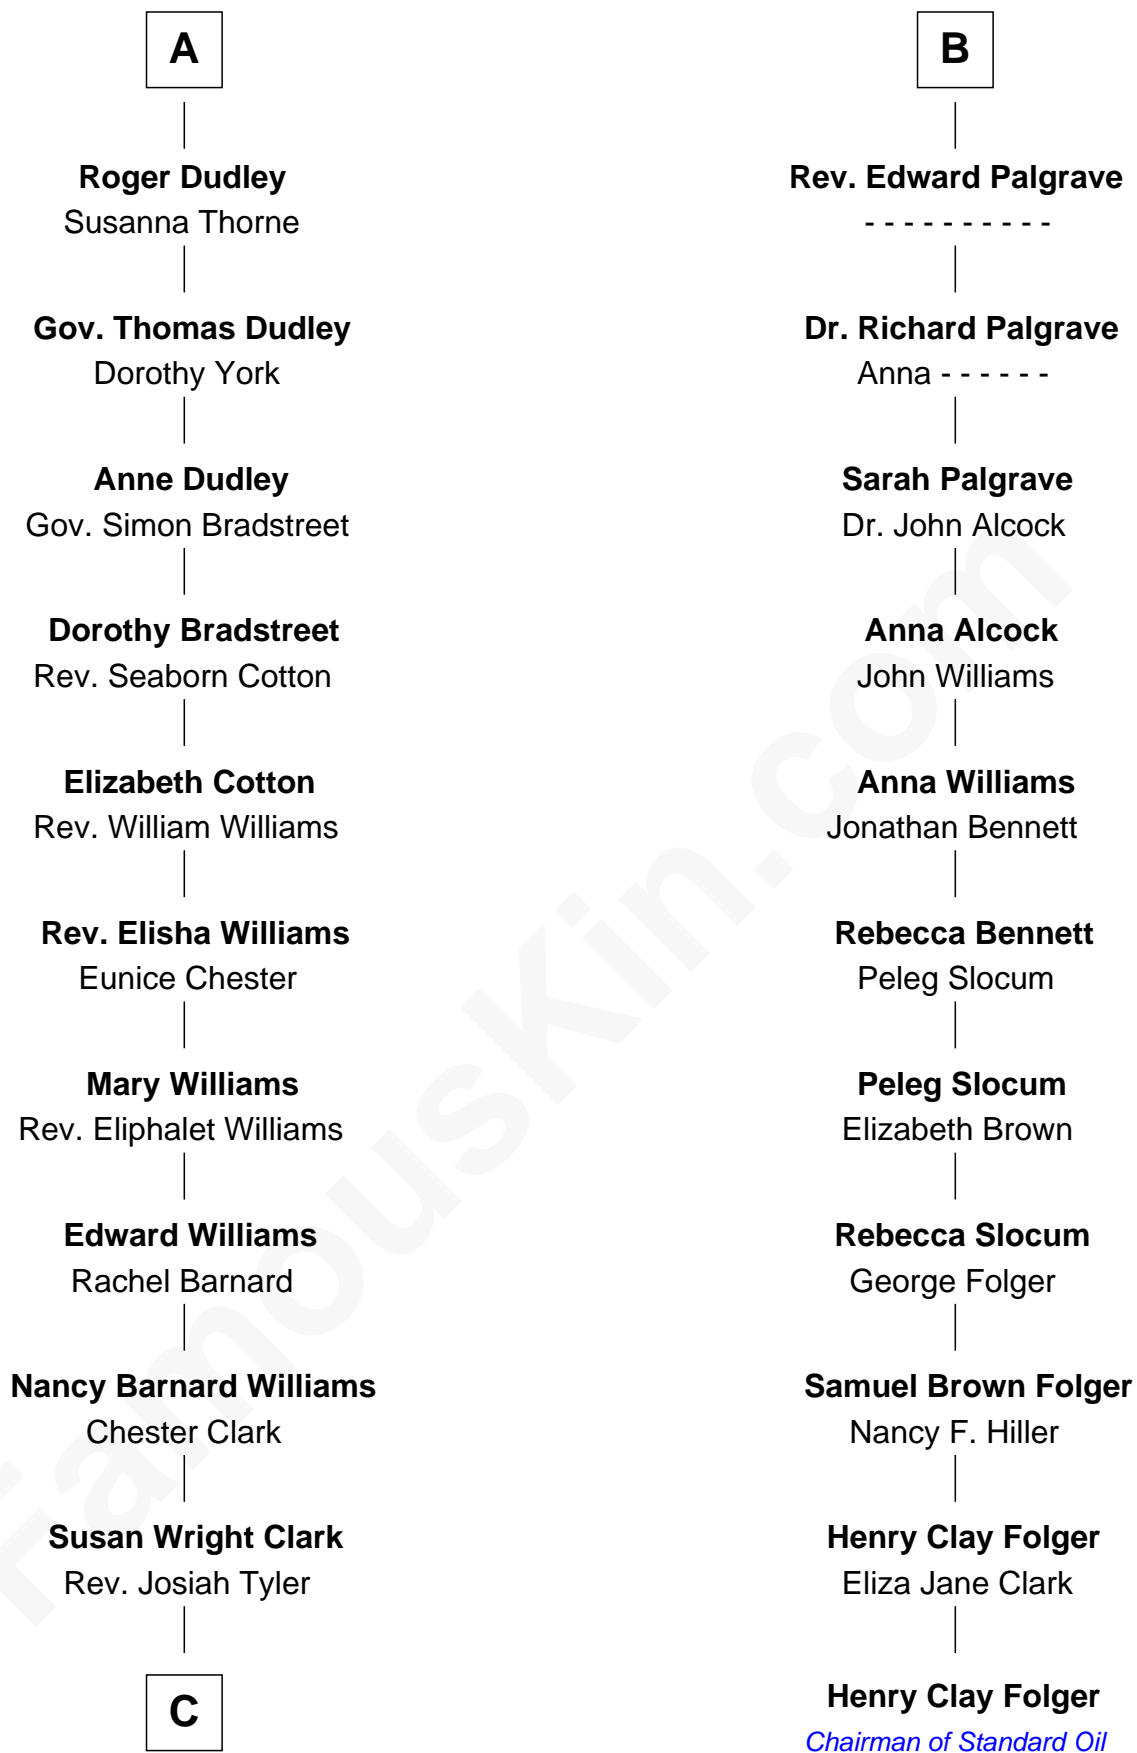 A
Roger Dudley
Susanna Thorne
Gov. Thomas Dudley
Dorothy York
Anne Dudley
Gov. Simon Bradstreet
Dorothy Bradstreet
Rev. Seaborn Cotton
Elizabeth Cotton
Rev. William Williams
Rev. Elisha Williams
Eunice Chester
Mary Williams
Rev. Eliphalet Williams
Edward Williams
Rachel Barnard
Nancy Barnard Williams
Chester Clark
Susan Wright Clark
Rev. Josiah Tyler
C
B
Rev. Edward Palgrave
- - - - - - - - - -
Dr. Richard Palgrave
Anna - - - - - -
Sarah Palgrave
Dr. John Alcock
Anna Alcock
John Williams
Anna Williams
Jonathan Bennett
Rebecca Bennett
Peleg Slocum
Peleg Slocum
Elizabeth Brown
Rebecca Slocum
George Folger
Samuel Brown Folger
Nancy F. Hiller
Henry Clay Folger
Eliza Jane Clark
Henry Clay Folger
Chairman of Standard Oil
FamousKin.com